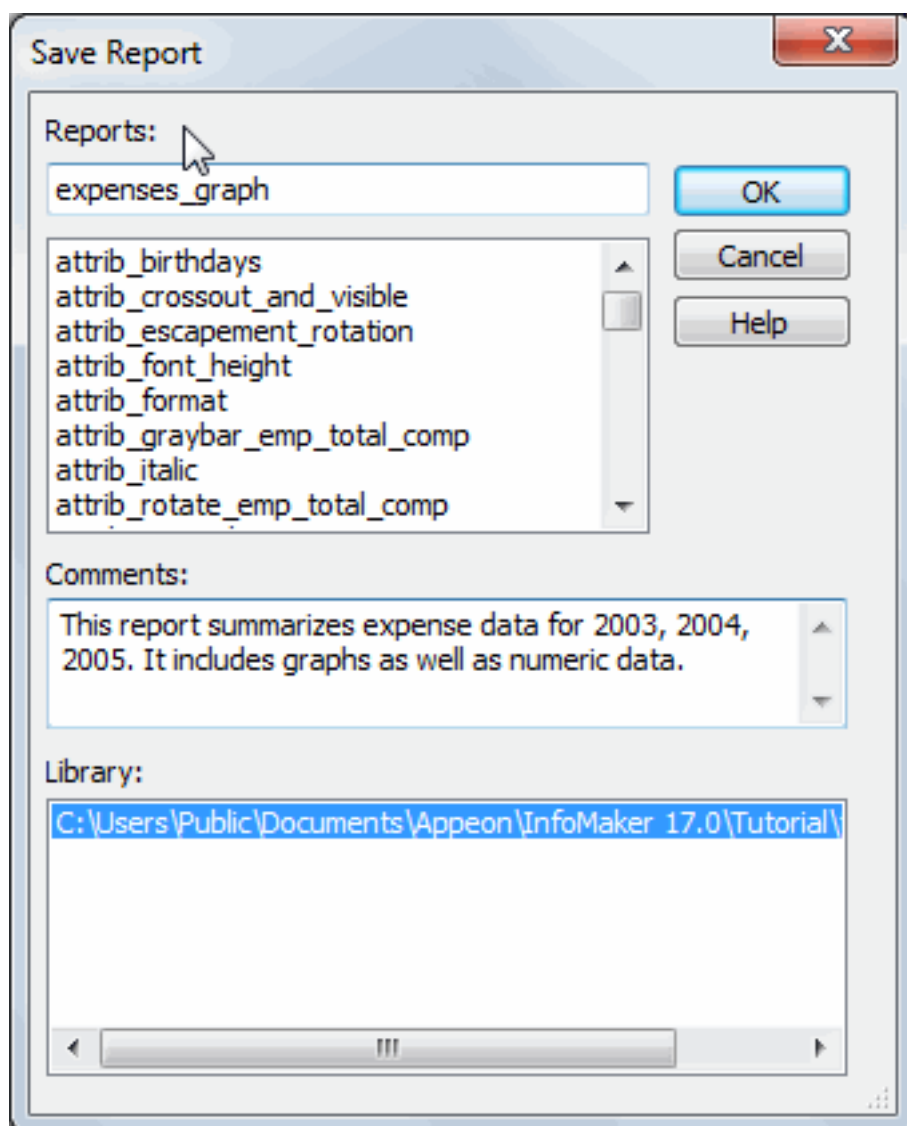 Save Report
Reports:
expenses_graph
OK
attrib_birthdays
attrib_crossout_and_visible
attrib_escapement_rotation
attrib_font_height
attrib_format
attrib_graybar_emp_total_comp
attrib_italic
attrib_rotate_emp_total_comp
Cancel
Help
Comments:
This report summarizes expense data for 2003, 2004,
2005. It includes graphs as well as numeric data.
Library:
C:\Users\Public\Documents\Appeon\InfoMaker 17.0\Tutorial\